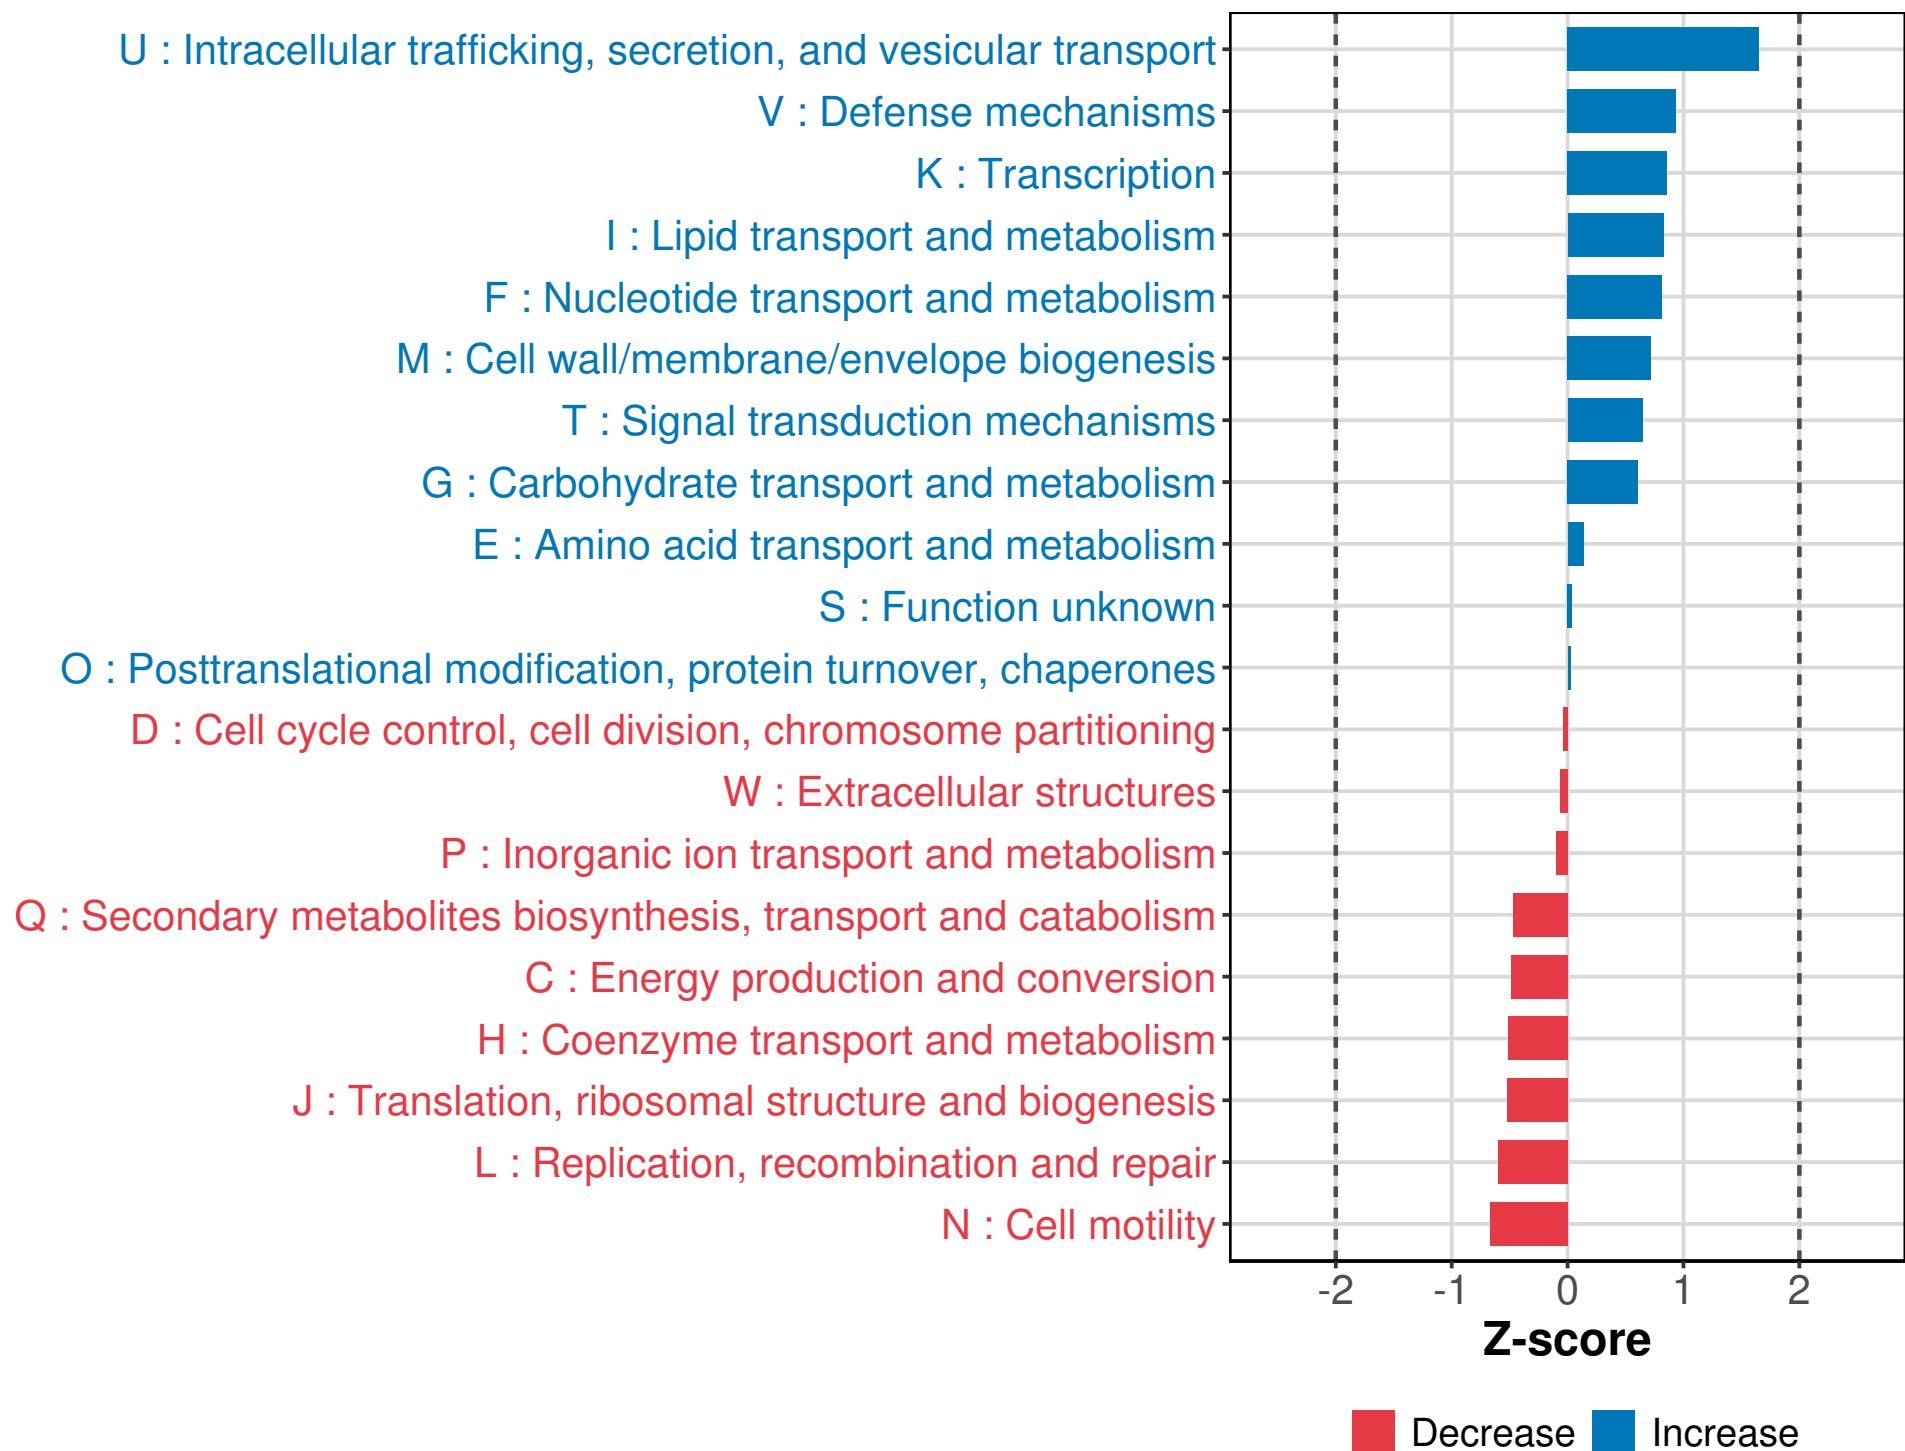 U : Intracellular trafficking, secretion, and vesicular transport
V : Defense mechanisms
K : Transcription
I : Lipid transport and metabolism
F : Nucleotide transport and metabolism
M : Cell wall/membrane/envelope biogenesis
T : Signal transduction mechanisms
G : Carbohydrate transport and metabolism
E : Amino acid transport and metabolism
S : Function unknown
O : Posttranslational modification, protein turnover, chaperones
D : Cell cycle control, cell division, chromosome partitioning
W : Extracellular structures
P : Inorganic ion transport and metabolism
Q : Secondary metabolites biosynthesis, transport and catabolism
C : Energy production and conversion
H : Coenzyme transport and metabolism
J : Translation, ribosomal structure and biogenesis
L : Replication, recombination and repair
N : Cell motility
-2 -1 0 1 2
Z-score
Decrease Increase